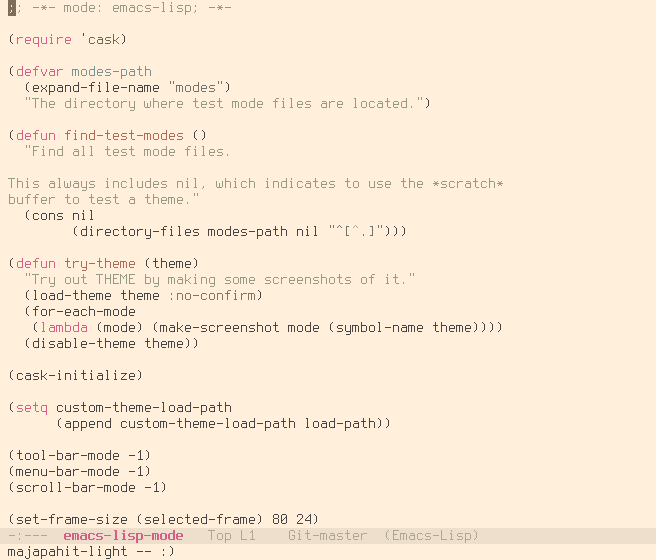 ;; -*- mode: emacs-lisp; -*-
(require 'cask)
(defvar modes-path
(expand-file-name "modes")
"The directory where test mode files are located.")
(defun find-test-modes ()
"Find all test mode files.
This always includes nil, which indicates to use the *scratch*
buffer to test a theme."
(cons nil
(directory-files modes-path nil "^[^.]")))
(defun try-theme (theme)
"Try out THEME by making some screenshots of it."
(load-theme theme :no-confirm)
(for-each-mode
(lambda (mode) (make-screenshot mode (symbol-name theme))))
(disable-theme theme))
(cask-initialize)
(setq custom-theme-load-path
(append custom-theme-load-path load-path))
(tool-bar-mode -1)
(menu-bar-mode -1)
(scroll-bar-mode -1)
(set-frame-size (selected-frame) 80 24)
-:---  emacs-lisp-mode   Top L1    Git-master  (Emacs-Lisp)
majapahit-light -- :)